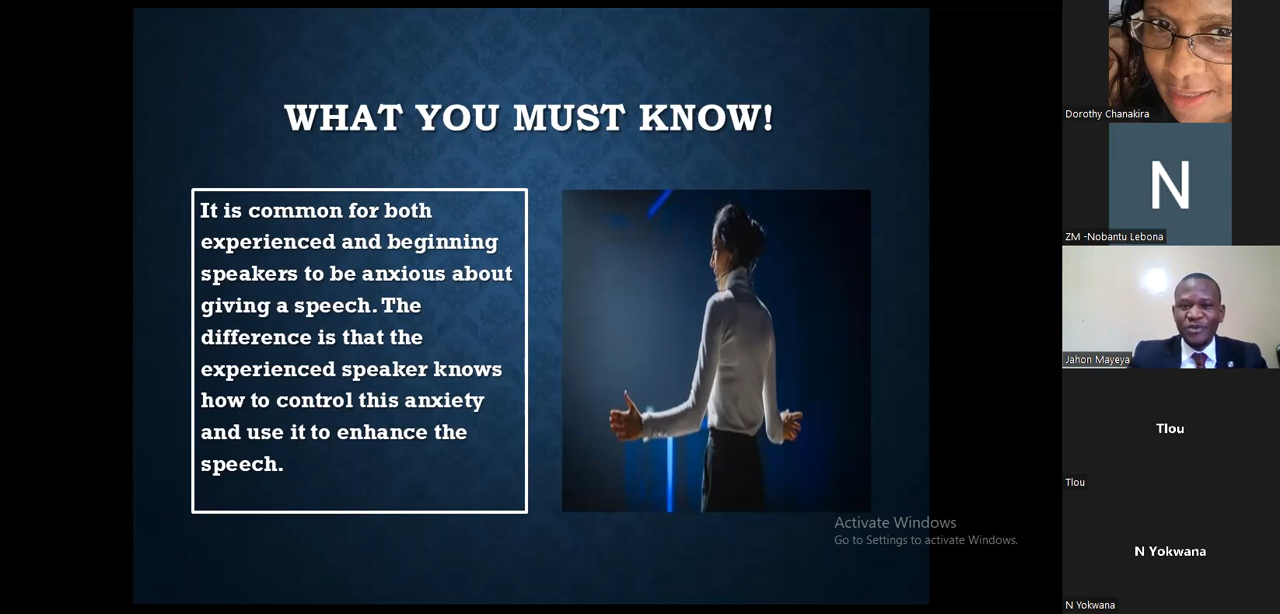 WHAT YOU MUST KNOW!
It is common for both
experienced and beginning
speakers to be anxious about
giving a speech. The
difference is that the
experienced speaker knows
how to control this anxiety
and use it to enhance the
speech.
Activate Windows
Go to Settings to activate Windows.
Dorothy Chanakira
N
ZM -Nobantu Lebona
Jahon Mayeya
Tlou
Tlou
N Yokwana
N Yokwana